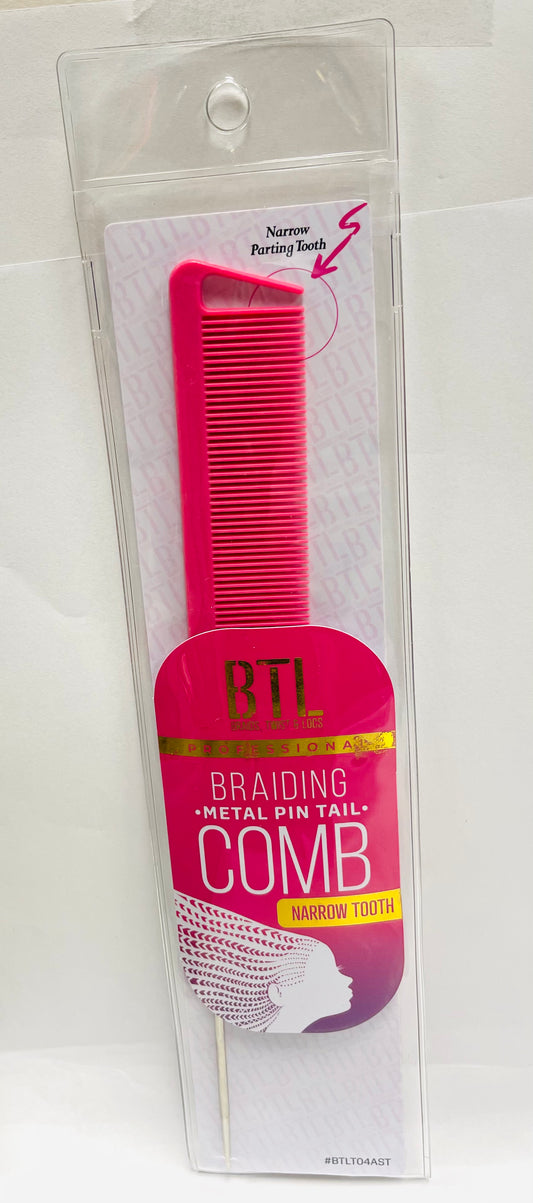 Narrow
Parting Tooth
BTL
BRAIDS, TWIST & LOCS
PROFESSIONAL
BRAIDING
•METAL PIN TAIL•
COMB
NARROW TOOTH
#BTLT04AST